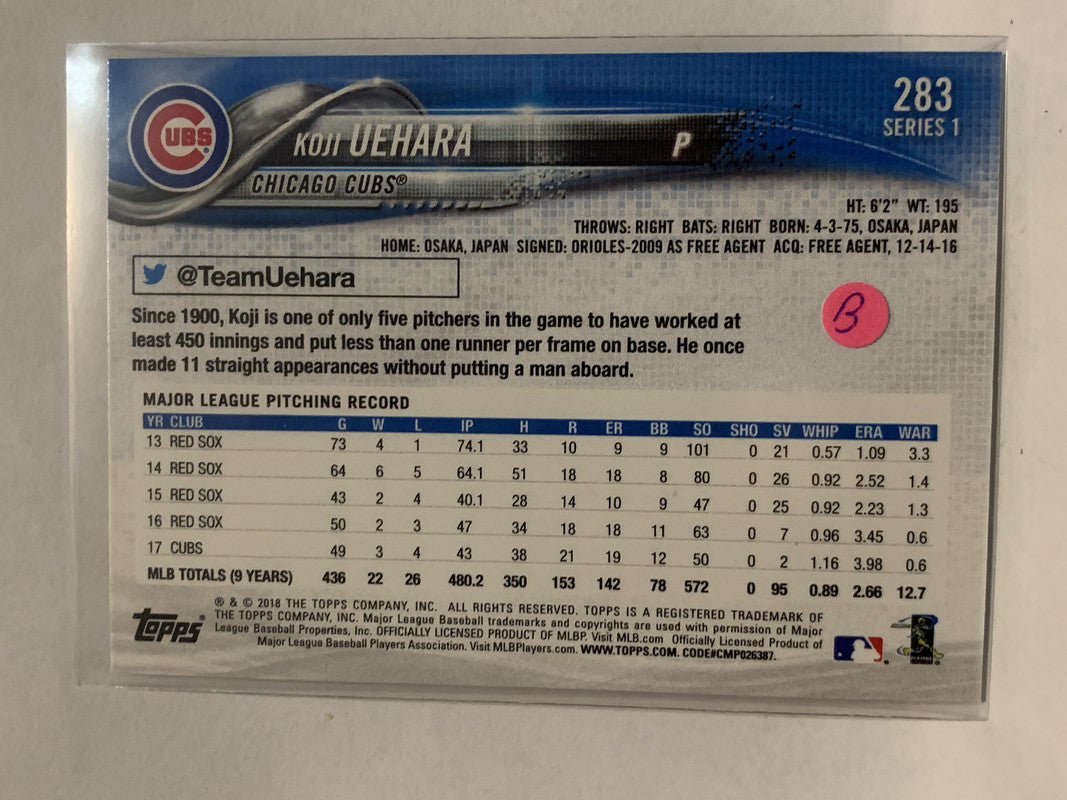 CUBS®
KOJI UEHARA P
CHICAGO CUBS®
283
SERIES 1
HT: 6'2" WT: 195
THROWS: RIGHT BATS: RIGHT BORN: 4-3-75, OSAKA, JAPAN
HOME: OSAKA, JAPAN SIGNED: ORIOLES-2009 AS FREE AGENT ACQ: FREE AGENT, 12-14-16
@TeamUehara
B
Since 1900, Koji is one of only five pitchers in the game to have worked at
least 450 innings and put less than one runner per frame on base. He once
made 11 straight appearances without putting a man aboard.
MAJOR LEAGUE PITCHING RECORD
YR CLUB G W L IP H R ER BB SO SHO SV WHIP ERA WAR
13 RED SOX 73 4 1 74.1 33 10 9 9 101 0 21 0.57 1.09 3.3
14 RED SOX 64 6 5 64.1 51 18 18 8 80 0 26 0.92 2.52 1.4
15 RED SOX 43 2 4 40.1 28 14 10 9 47 0 25 0.92 2.23 1.3
16 RED SOX 50 2 3 47 34 18 18 11 63 0 7 0.96 3.45 0.6
17 CUBS 49 3 4 43 38 21 19 12 50 0 2 1.16 3.98 0.6
MLB TOTALS (9 YEARS) 436 22 26 480.2 350 153 142 78 572 0 95 0.89 2.66 12.7
Topps®
® & © 2018 THE TOPPS COMPANY, INC. ALL RIGHTS RESERVED. TOPPS IS A REGISTERED TRADEMARK OF
THE TOPPS COMPANY, INC. Major League Baseball trademarks and copyrights are used with permission of Major
League Baseball Properties, Inc. OFFICIALLY LICENSED PRODUCT OF MLBP. Visit MLB.com Officially Licensed Product of
Major League Baseball Players Association. Visit MLBPlayers.com. WWW.TOPPS.COM. CODE#CMP026387.